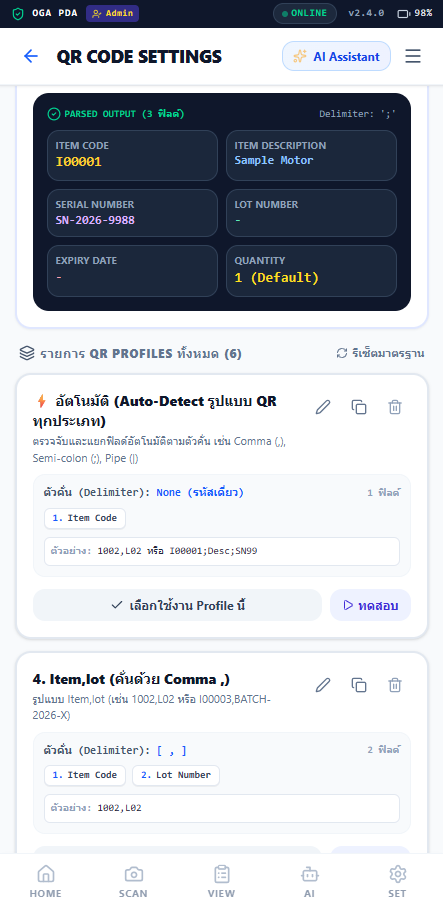 OGA PDA Admin ONLINE v2.4.0 98%
QR CODE SETTINGS AI Assistant
PARSED OUTPUT (3 ฟิลด์) Delimiter: ';'
ITEM CODE
I00001
ITEM DESCRIPTION
Sample Motor
SERIAL NUMBER
SN-2026-9988
LOT NUMBER
-
EXPIRY DATE
-
QUANTITY
1 (Default)
รายการ QR PROFILES ทั้งหมด (6) รีเซ็ตมาตรฐาน
อัตโนมัติ (Auto-Detect รูปแบบ QR
ทุกประเภท)
ตรวจจับและแยกฟิลด์อัตโนมัติตามตัวคั่น เช่น Comma (,),
Semi-colon (;), Pipe (|)
ตัวคั่น (Delimiter): None (รหัสเดี่ยว) 1 ฟิลด์
1. Item Code
ตัวอย่าง: 1002,L02 หรือ I00001;Desc;SN99
เลือกใช้งาน Profile นี้ ทดสอบ
4. Item,lot (คั่นด้วย Comma ,)
รูปแบบ Item,lot (เช่น 1002,L02 หรือ I00003,BATCH-
2026-X)
ตัวคั่น (Delimiter): [ , ] 2 ฟิลด์
1. Item Code 2. Lot Number
ตัวอย่าง: 1002,L02
HOME SCAN VIEW AI SET